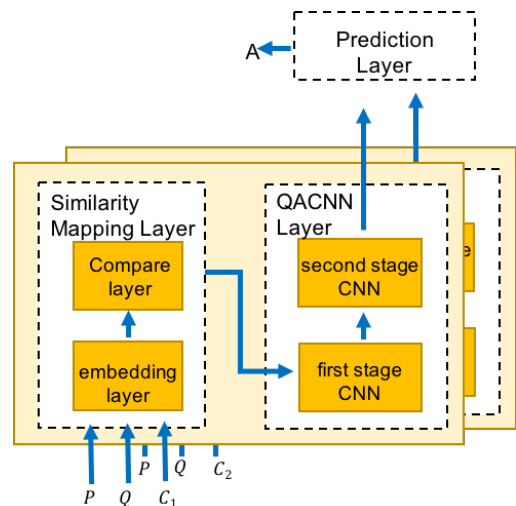 A
Prediction
Layer
Similarity
Mapping Layer
Compare
layer
embedding
layer
QACNN
Layer
second stage
CNN
first stage
CNN
P Q C₂
P Q C₁